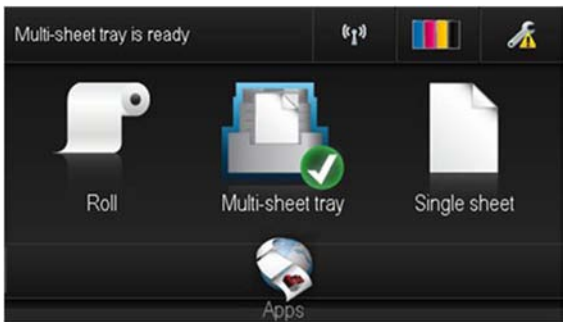 Multi-sheet tray is ready
Roll
Multi-sheet tray
Single sheet
Apps